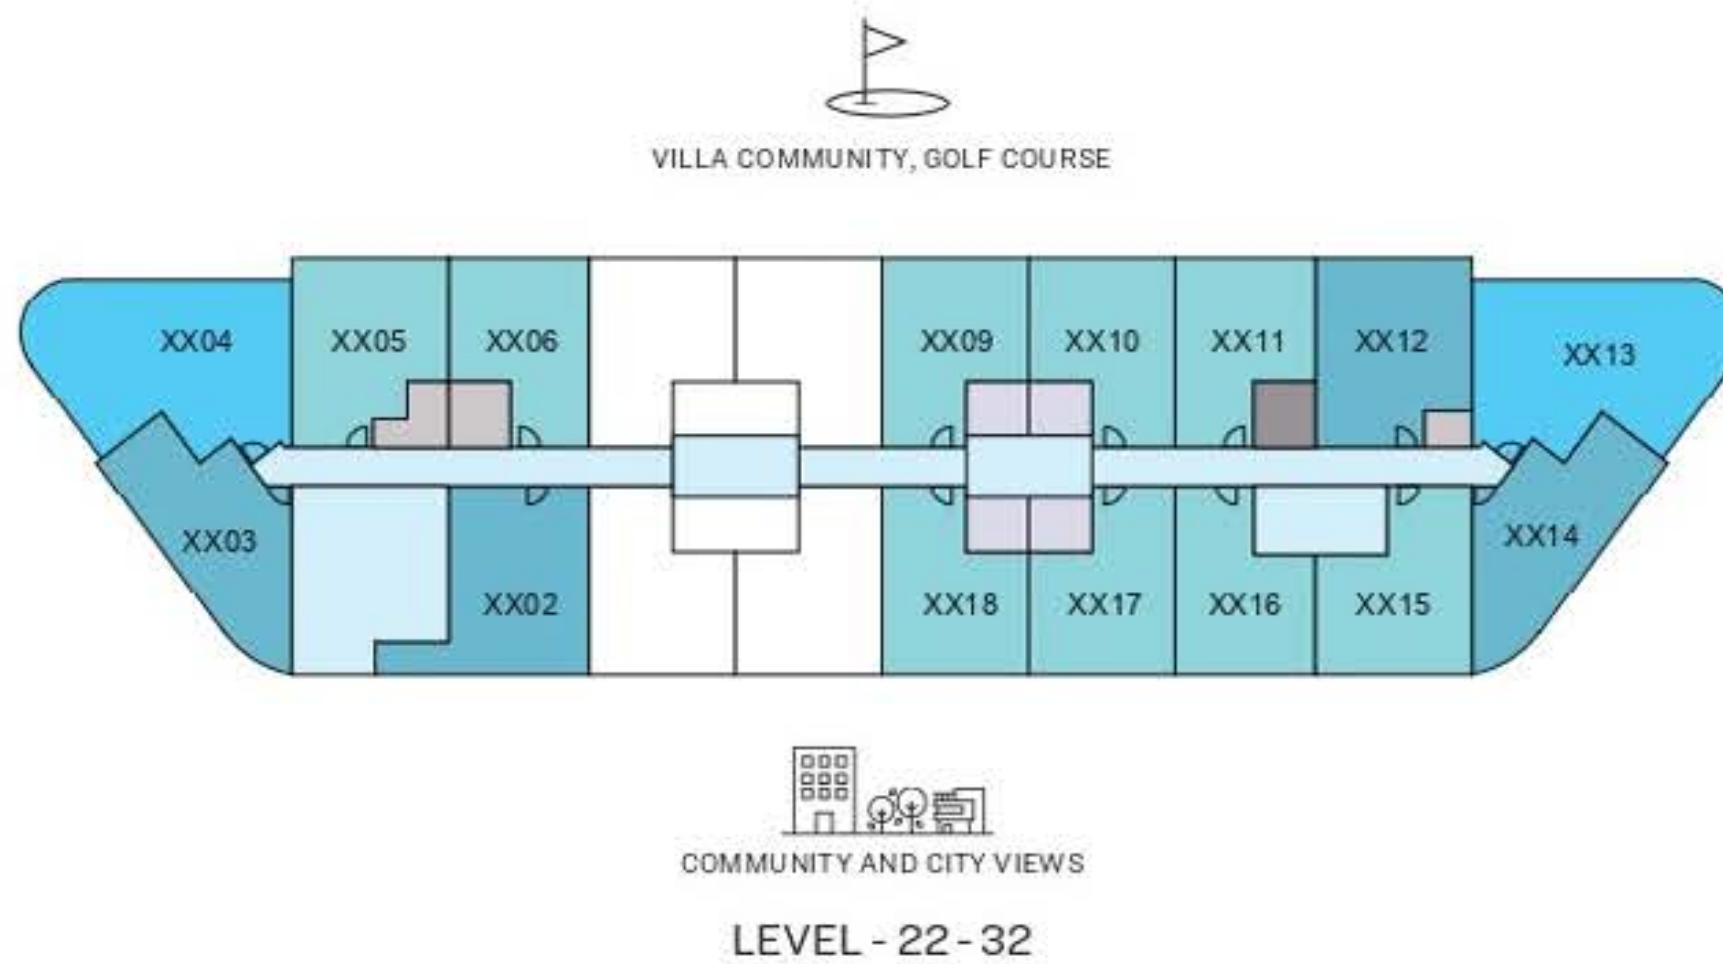 VILLA COMMUNITY, GOLF COURSE
XX04
XX05
XX06
XX09
XX10
XX11
XX12
XX13
XX03
XX02
XX18
XX17
XX16
XX15
XX14
COMMUNITY AND CITY VIEWS
LEVEL - 22 - 32